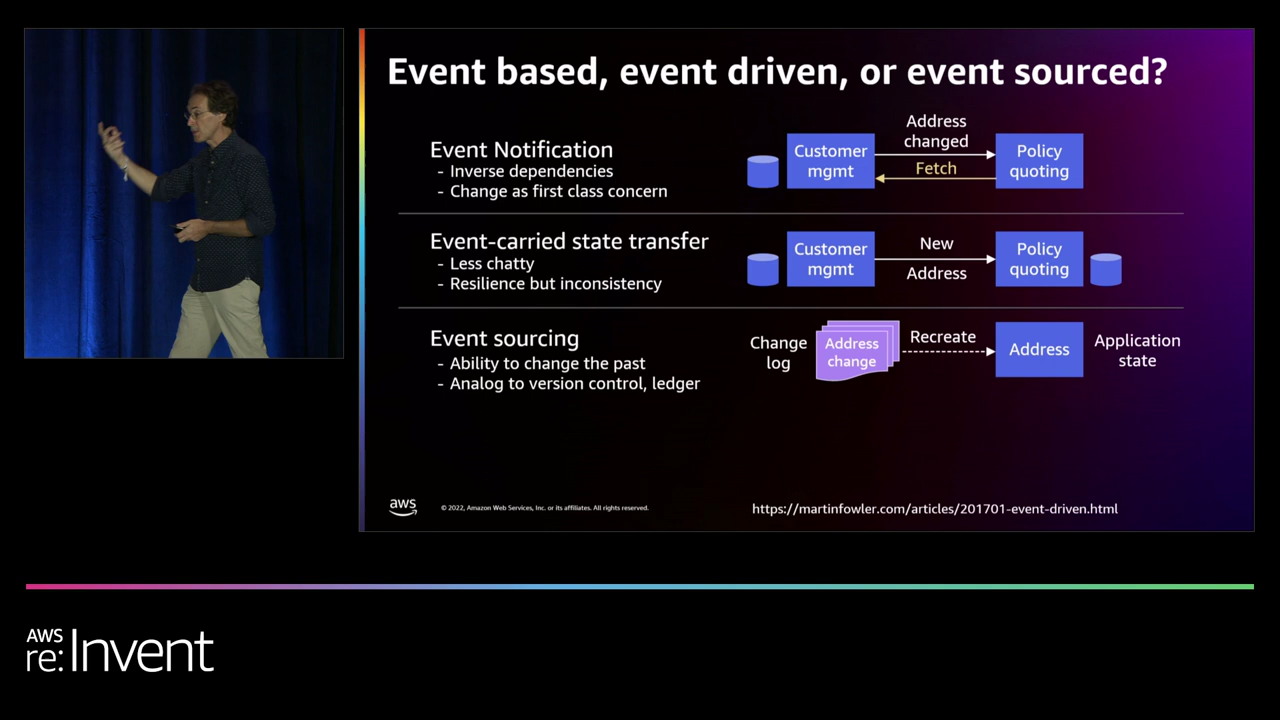 Event based, event driven, or event sourced?
Event Notification
- Inverse dependencies
- Change as first class concern
Customer
mgmt
Address
changed
Fetch
Policy
quoting
Event-carried state transfer
- Less chatty
- Resilience but inconsistency
Customer
mgmt
New
Address
Policy
quoting
Event sourcing
- Ability to change the past
- Analog to version control, ledger
Change
log
Address
change
Recreate
Address
Application
state
aws
© 2022, Amazon Web Services, Inc. or its affiliates. All rights reserved.
https://martinfowler.com/articles/201701-event-driven.html
AWS
re:Invent